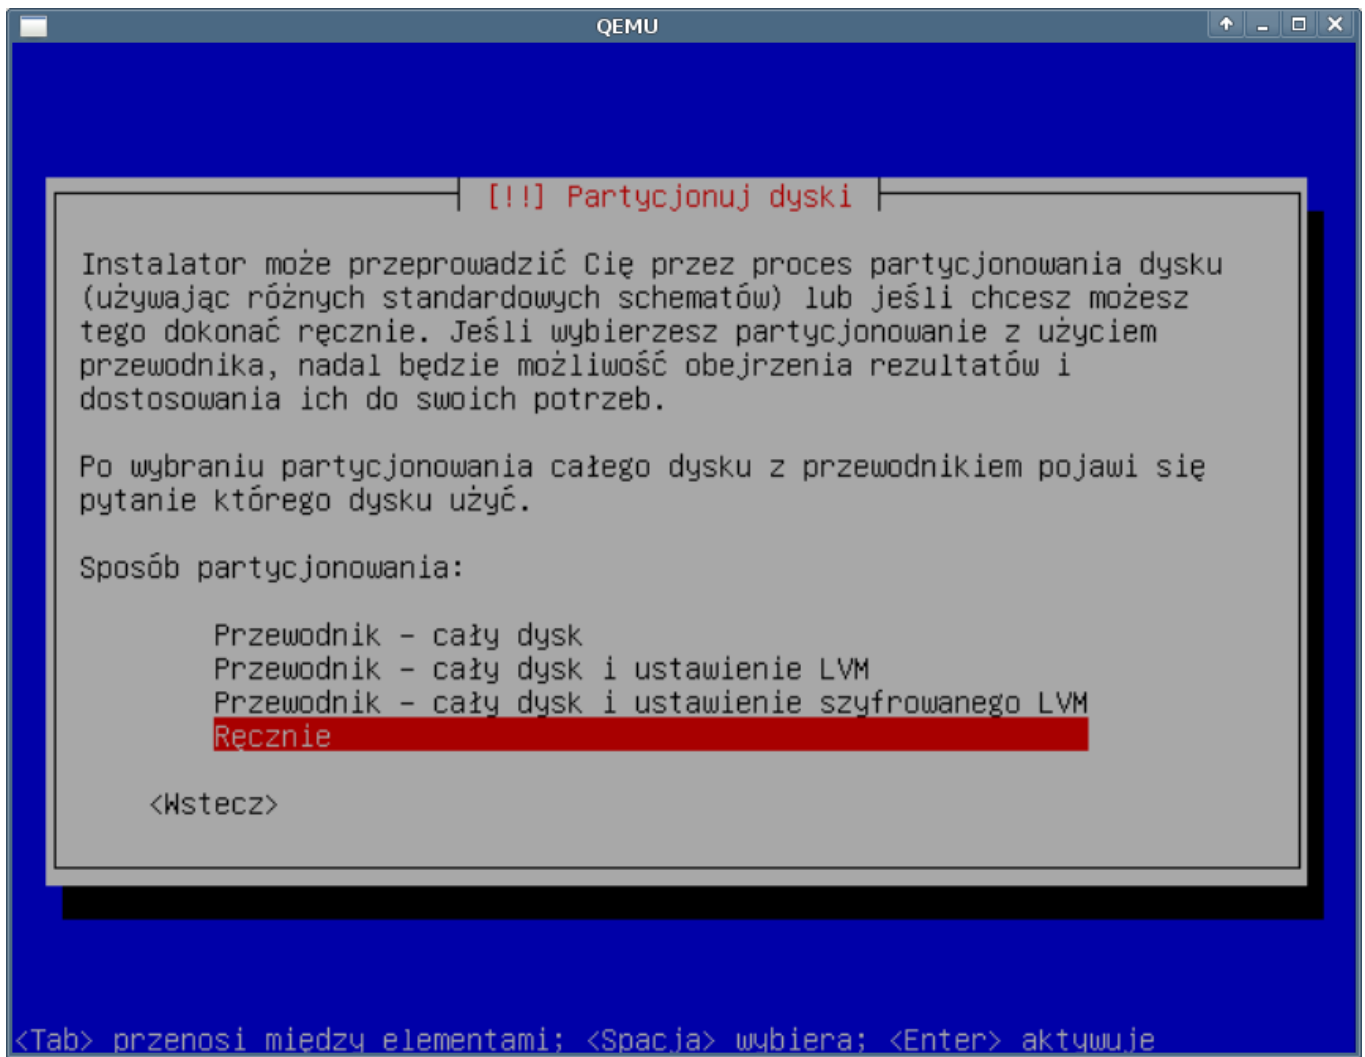 QEMU
[!!] Partycjonuj dyski
Instalator może przeprowadzić Cię przez proces partycjonowania dysku
(używając różnych standardowych schematów) lub jeśli chcesz możesz
tego dokonać ręcznie. Jeśli wybierzesz partycjonowanie z użyciem
przewodnika, nadal będzie możliwość obejrzenia rezultatów i
dostosowania ich do swoich potrzeb.
Po wybraniu partycjonowania całego dysku z przewodnikiem pojawi się
pytanie którego dysku użyć.
Sposób partycjonowania:
Przewodnik – cały dysk
Przewodnik – cały dysk i ustawienie LVM
Przewodnik – cały dysk i ustawienie szyfrowanego LVM
Ręcznie
<Wstecz>
<Tab> przenosi między elementami; <Spacja> wybiera; <Enter> aktywuje